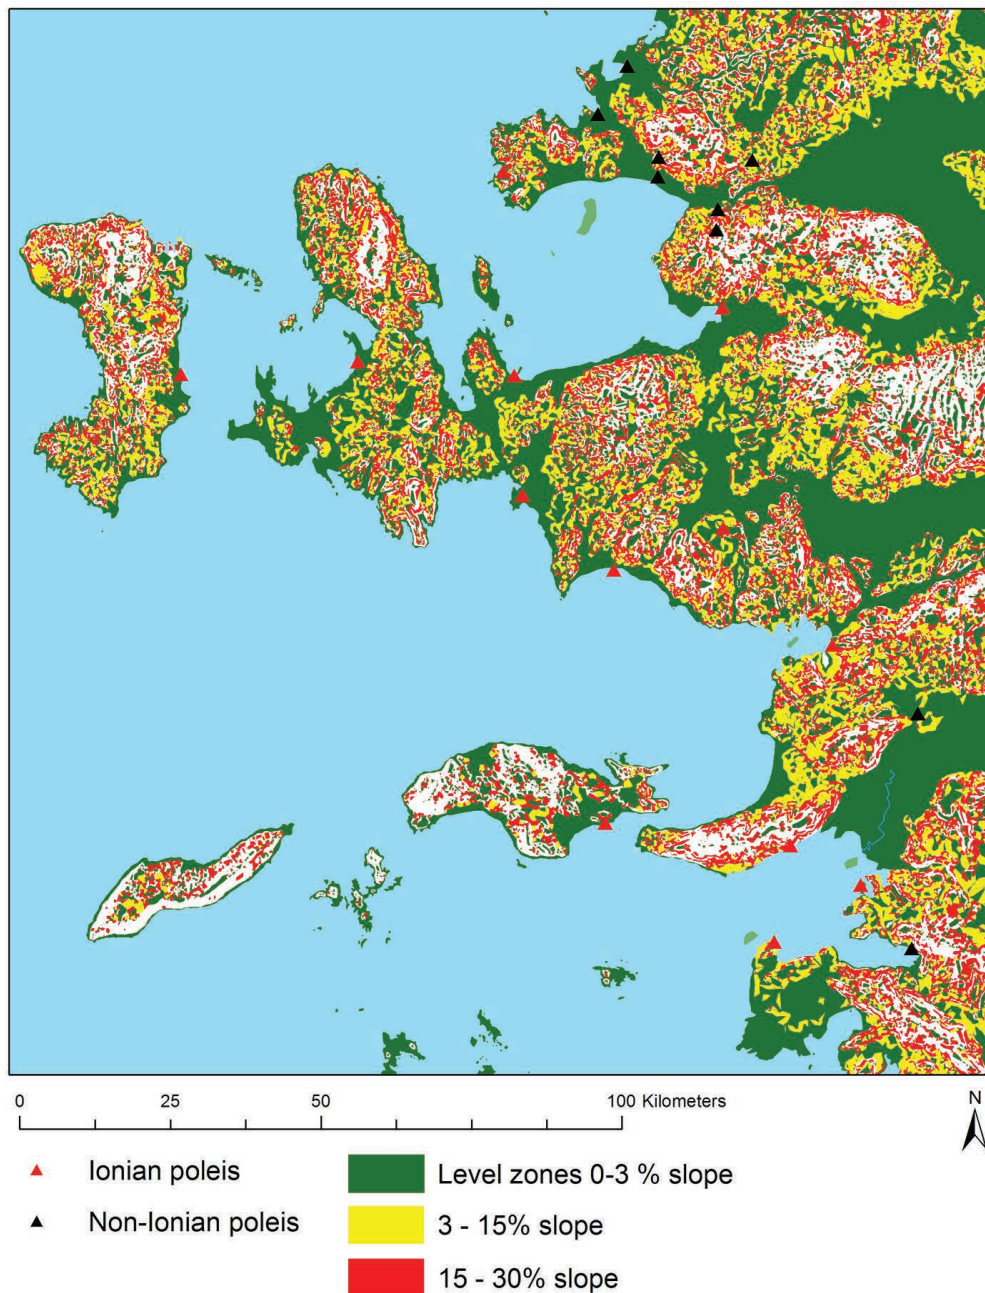 0 25 50 100 Kilometers
N
Ionian poleis
Non-Ionian poleis
Level zones 0-3 % slope
3 - 15% slope
15 - 30% slope